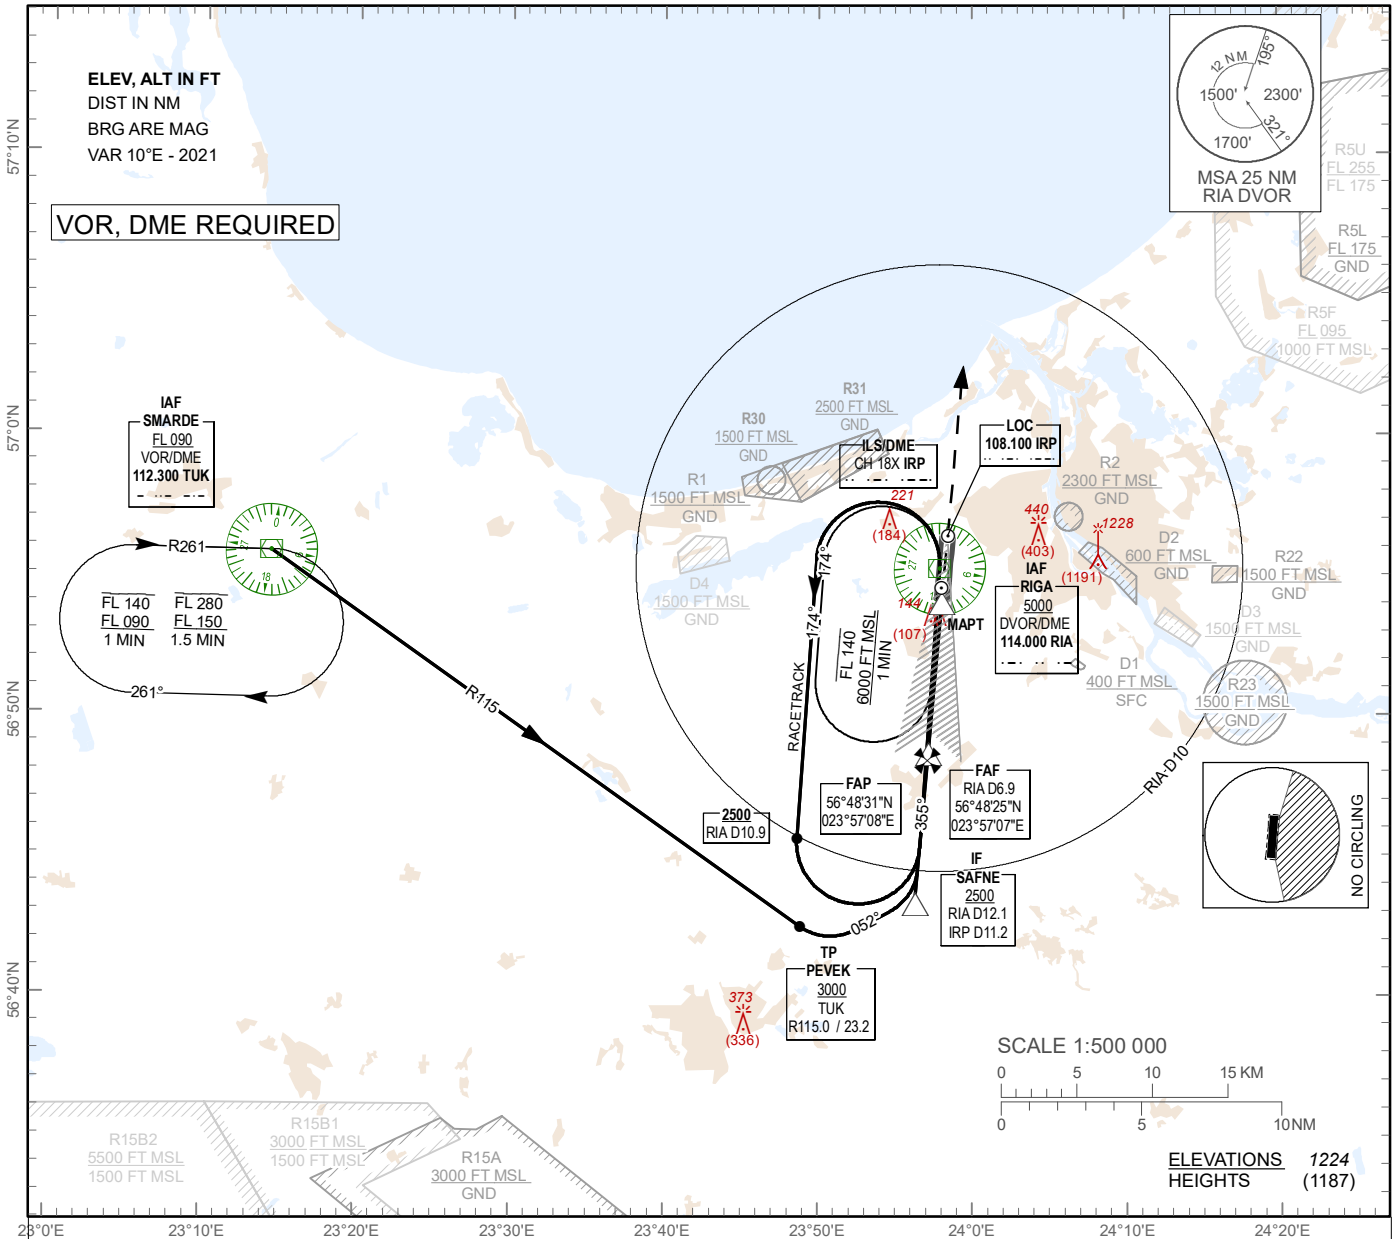 ELEV, ALT IN FT
DIST IN NM
BRG ARE MAG
VAR 10°E - 2021
VOR, DME REQUIRED
12 NM
195°
1500'
2300'
321°
1700'
MSA 25 NM
RIA DVOR
R5U
FL 255
FL 175
R5L
FL 175
GND
R5F
FL 095
1000 FT MSL
IAF
SMARDE
FL 090
VOR/DME
112.300 TUK
R261
FL 140
FL 090
1 MIN
FL 280
FL 150
1.5 MIN
261°
0
9
18
27
R115
R31
2500 FT MSL
GND
R30
1500 FT MSL
GND
R1
1500 FT MSL
GND
D4
1500 FT MSL
GND
ILS/DME
CH 18X IRP
LOC
108.100 IRP
221
(184)
144
(107)
440
(403)
1228
(1191)
R2
2300 FT MSL
GND
D2
600 FT MSL
GND
R22
1500 FT MSL
GND
D3
1500 FT MSL
GND
D1
400 FT MSL
SFC
R23
1500 FT MSL
GND
IAF
RIGA
5000
DVOR/DME
114.000 RIA
27
9
MAPT
174°
174°
RACETRACK
FL 140
6000 FT MSL
1 MIN
RIA D10
FAP
56°48'31"N
023°57'08"E
FAF
RIA D6.9
56°48'25"N
023°57'07"E
355°
2500
RIA D10.9
IF
SAFNE
2500
RIA D12.1
IRP D11.2
052°
TP
PEVEK
3000
TUK
R115.0 / 23.2
373
(336)
NO CIRCLING
SCALE 1:500 000
0 5 10 15 KM
0 5 10NM
ELEVATIONS 1224
HEIGHTS (1187)
R15B2
5500 FT MSL
1500 FT MSL
R15B1
3000 FT MSL
1500 FT MSL
R15A
3000 FT MSL
GND
57°10'N
57°0'N
56°50'N
56°40'N
23°0'E 23°10'E 23°20'E 23°30'E 23°40'E 23°50'E 24°0'E 24°10'E 24°20'E